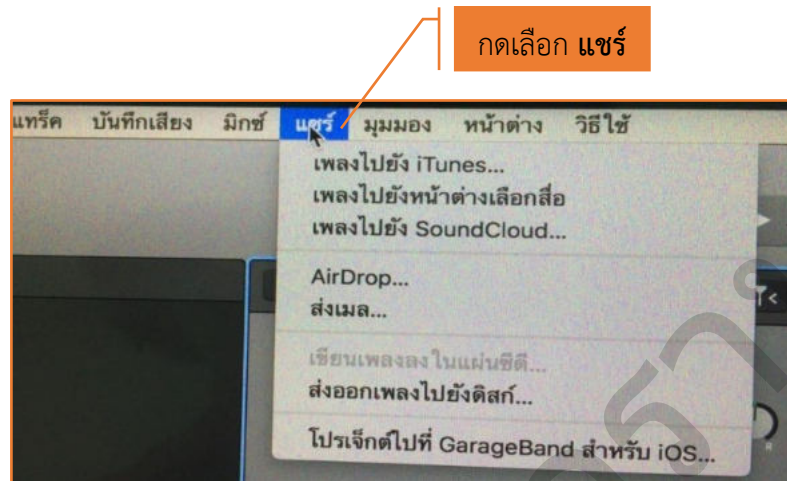 กดเลือก แชร์
แทร็ค บันทึกเสียง มิกซ์ แชร์ มุมมอง หน้าต่าง วิธีใช้
เพลงไปยัง iTunes...
เพลงไปยังหน้าต่างเลือกสื่อ
เพลงไปยัง SoundCloud...
AirDrop...
ส่งเมล...
เขียนเพลงลงในแผ่นซีดี...
ส่งออกเพลงไปยังดิสก์...
โปรเจ็กต์ไปที่ GarageBand สำหรับ iOS...